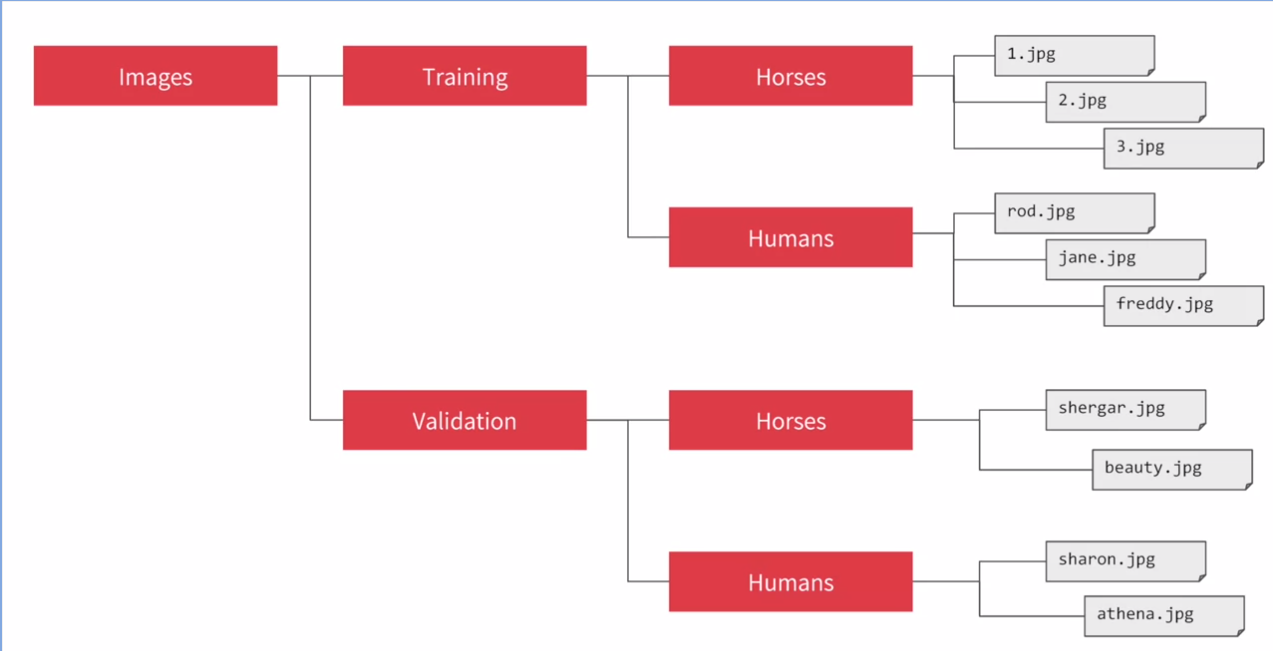 Images
Training
Horses
1.jpg
2.jpg
3.jpg
Humans
rod.jpg
jane.jpg
freddy.jpg
Validation
Horses
shergar.jpg
beauty.jpg
Humans
sharon.jpg
athena.jpg